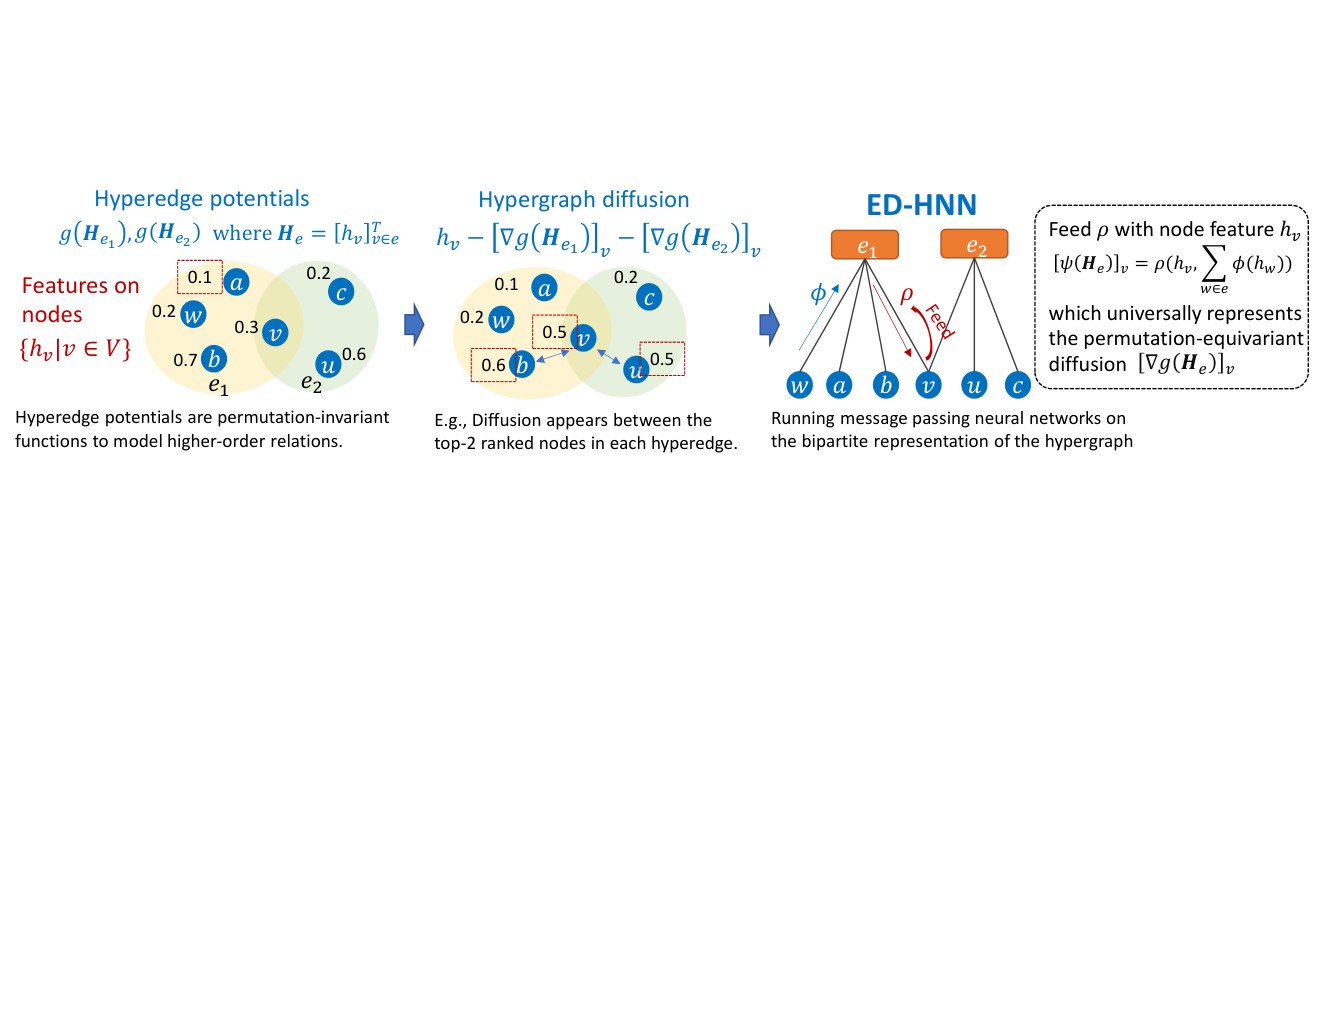 Hyperedge potentials
g(H_{e_1}), g(H_{e_2}) where H_e = [h_v]^T_{v∈e}
Features on
nodes
{h_v|v ∈ V}
0.1
a
0.2
w
0.3
v
0.7
b
e_1
0.2
c
0.6
u
e_2
Hyperedge potentials are permutation-invariant
functions to model higher-order relations.
Hypergraph diffusion
h_v − [∇g(H_{e_1})]_v − [∇g(H_{e_2})]_v
0.1
a
0.2
w
0.5
v
0.6
b
0.2
c
0.5
u
E.g., Diffusion appears between the
top-2 ranked nodes in each hyperedge.
ED-HNN
e_1
e_2
ϕ
ρ
Feed
w
a
b
v
u
c
Running message passing neural networks on
the bipartite representation of the hypergraph
Feed ρ with node feature h_v
[ψ(H_e)]_v = ρ(h_v, ∑_{w∈e} ϕ(h_w))
which universally represents
the permutation-equivariant
diffusion [∇g(H_e)]_v